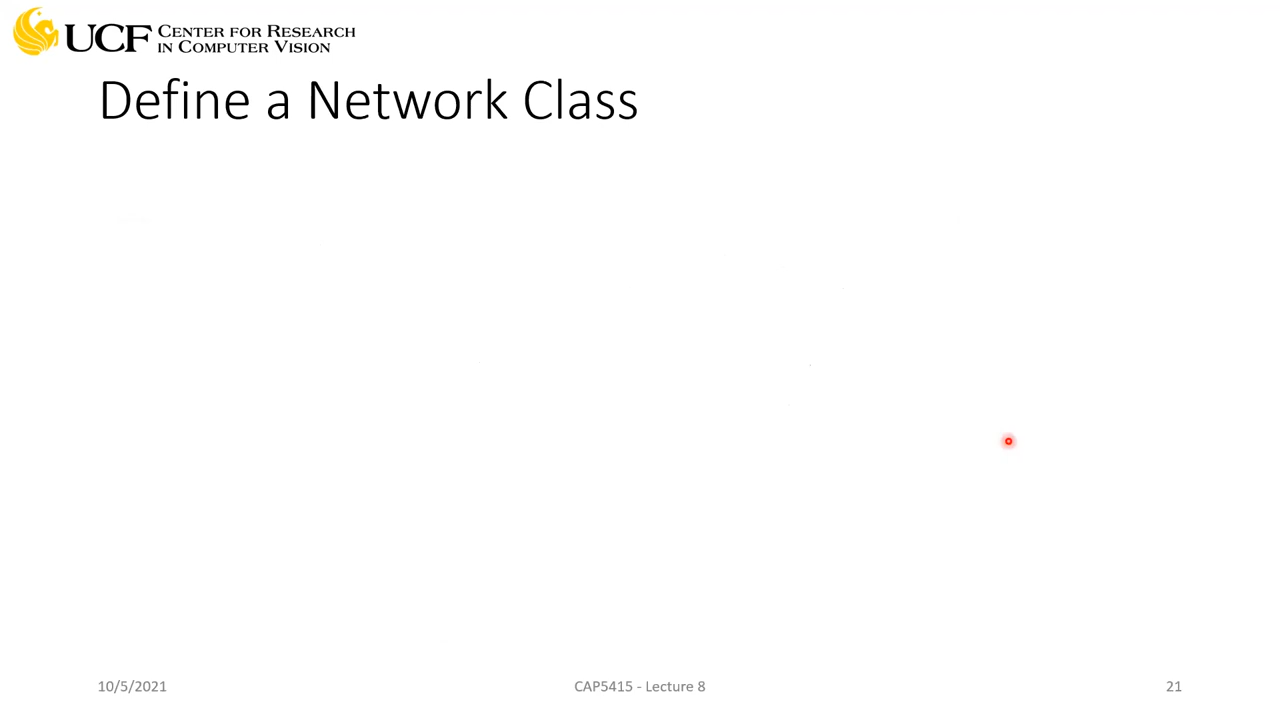 UCF CENTER FOR RESEARCH
IN COMPUTER VISION
Define a Network Class
10/5/2021
CAP5415 - Lecture 8
21